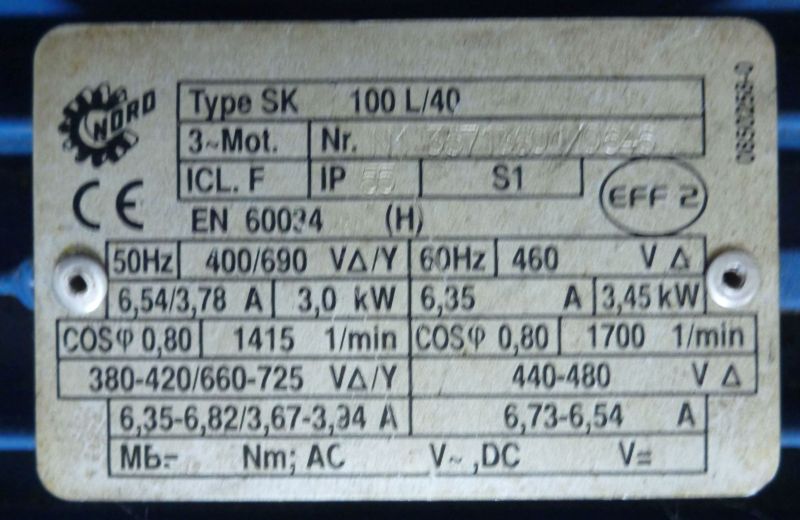 NORD
Type SK 100 L/40
3~Mot. Nr.
ICL. F IP 55 S1
CE EFF 2
EN 60034 (H)
50Hz 400/690 VΔ/Y 60Hz 460 V Δ
6,54/3,78 A 3,0 kW 6,35 A 3,45 kW
COSφ 0,80 1415 1/min COSφ 0,80 1700 1/min
380-420/660-725 VΔ/Y 440-480 V Δ
6,35-6,82/3,67-3,94 A 6,73-6,54 A
Mb= Nm; AC V~ ,DC V=